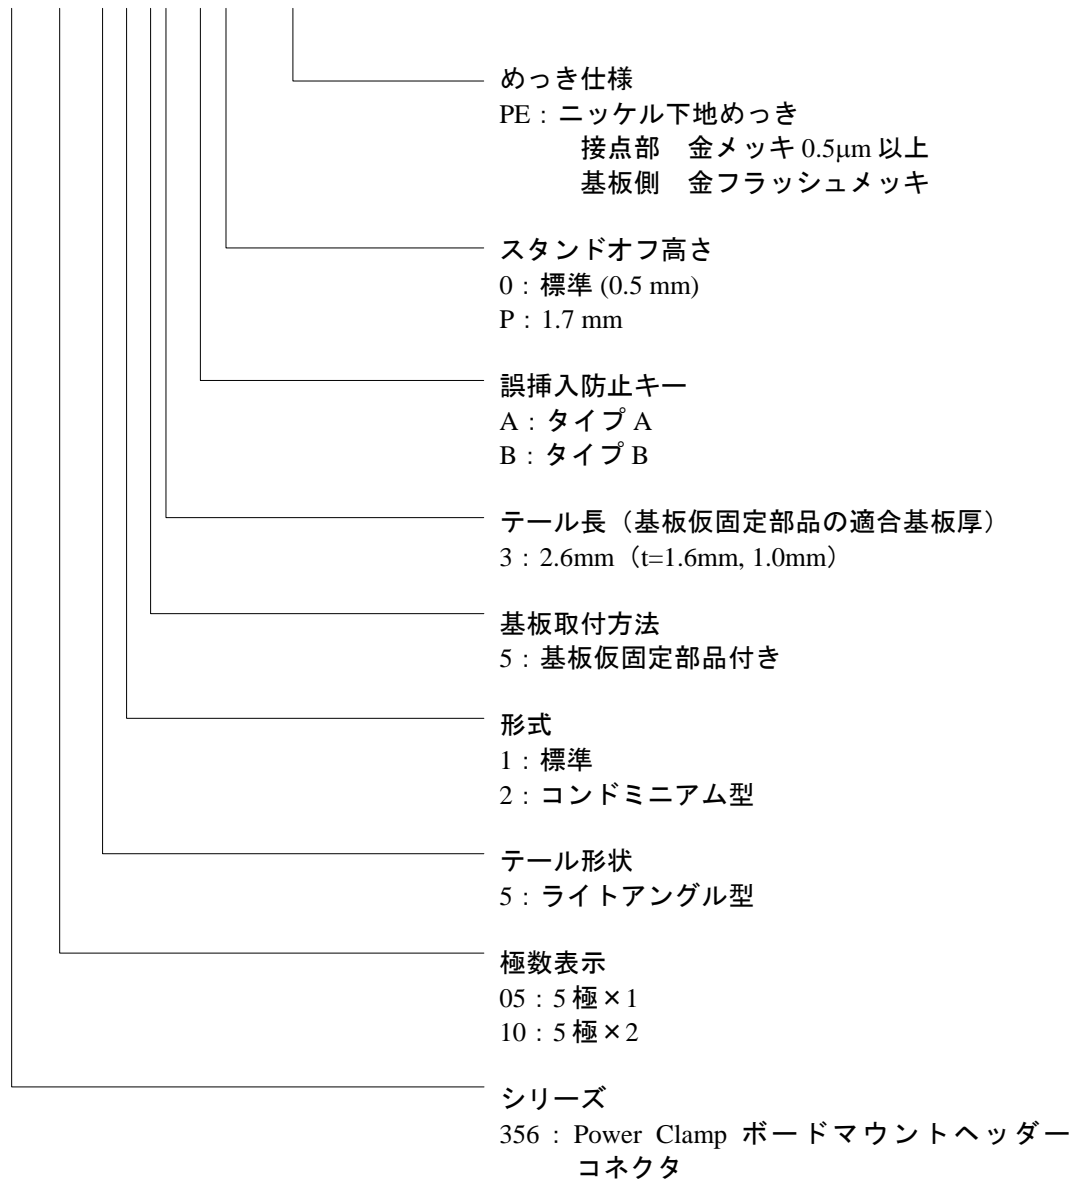 めっき仕様
PE：ニッケル下地めっき
接点部　金メッキ 0.5μm 以上
基板側　金フラッシュメッキ
スタンドオフ高さ
0：標準 (0.5 mm)
P：1.7 mm
誤挿入防止キー
A：タイプ A
B：タイプ B
テール長（基板仮固定部品の適合基板厚）
3：2.6mm（t=1.6mm, 1.0mm）
基板取付方法
5：基板仮固定部品付き
形式
1：標準
2：コンドミニアム型
テール形状
5：ライトアングル型
極数表示
05：5 極×1
10：5 極×2
シリーズ
356：Power Clamp ボードマウントヘッダー
コネクタ